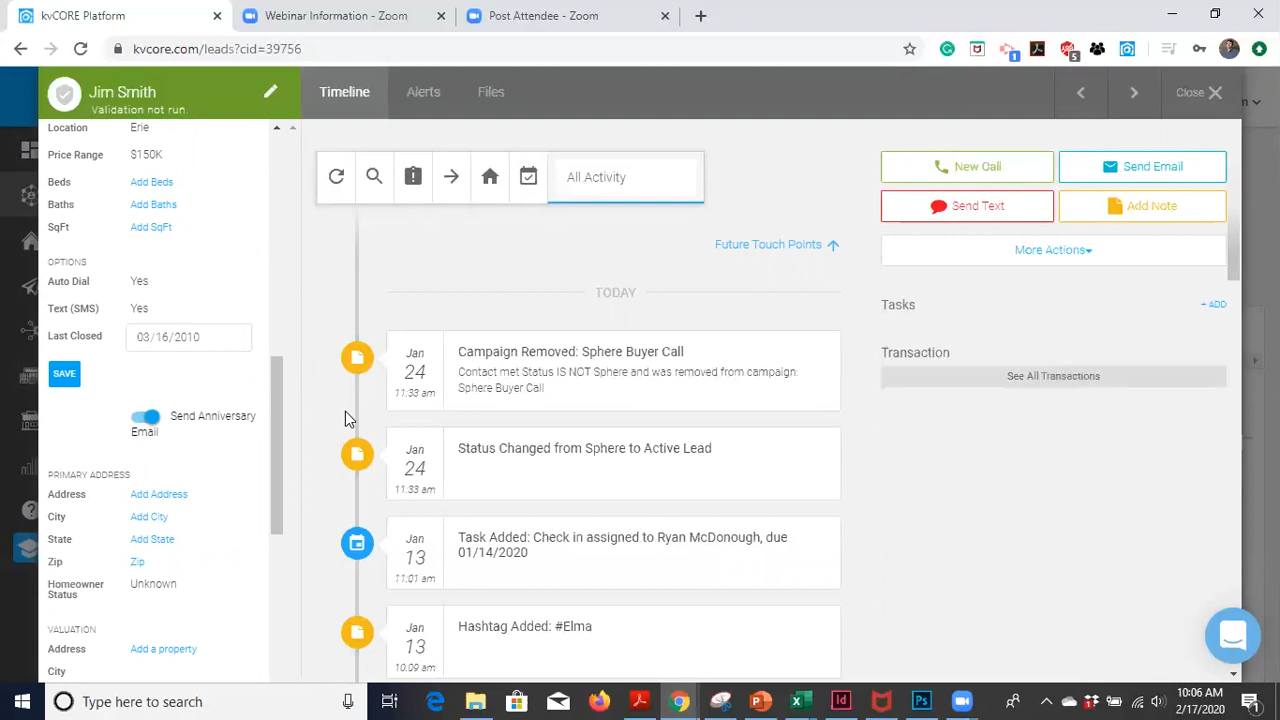 kvCORE Platform
Webinar Information - Zoom
Post Attendee - Zoom
kvcore.com/leads?cid=39756
1
5
Jim Smith
Validation not run.
Timeline
Alerts
Files
Close
Location Erie
Price Range $150K
Beds Add Beds
Baths Add Baths
SqFt Add SqFt
OPTIONS
Auto Dial Yes
Text (SMS) Yes
Last Closed 03/16/2010
SAVE
Send Anniversary
Email
PRIMARY ADDRESS
Address Add Address
City Add City
State Add State
Zip Zip
Homeowner
Status
Unknown
VALUATION
Address Add a property
City
All Activity
Future Touch Points
TODAY
Jan
24
11:33 am
Campaign Removed: Sphere Buyer Call
Contact met Status IS NOT Sphere and was removed from campaign:
Sphere Buyer Call
Jan
24
11:33 am
Status Changed from Sphere to Active Lead
Jan
13
11:01 am
Task Added: Check in assigned to Ryan McDonough, due
01/14/2020
Jan
13
10:09 am
Hashtag Added: #Elma
New Call
Send Email
Send Text
Add Note
More Actions
Tasks
+ ADD
Transaction
See All Transactions
Type here to search
10:06 AM
2/17/2020
1